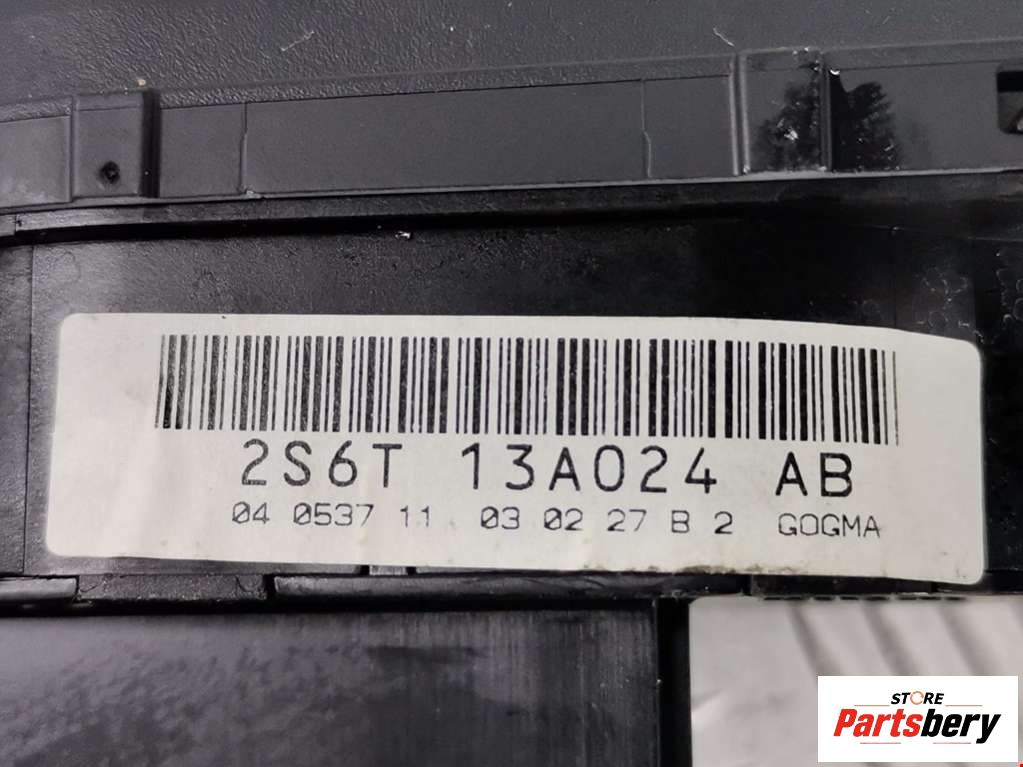 2S6T 13A024 AB
04 0537 11 03 02 27 B 2 GOGMA
STORE
Partsbery